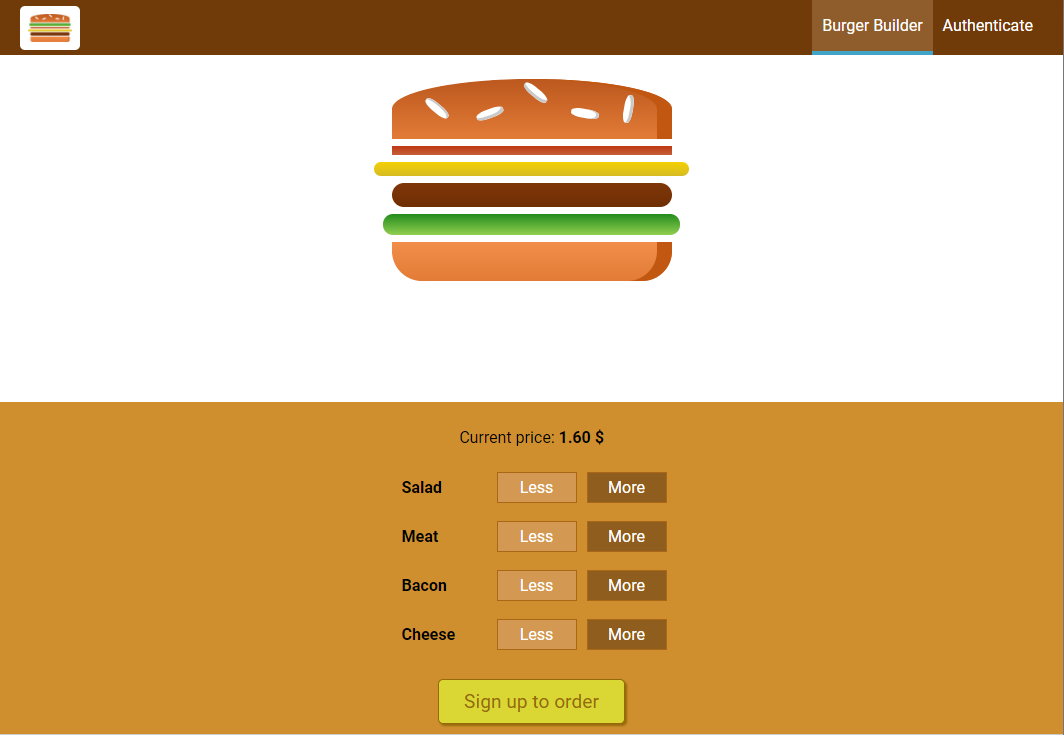 Burger Builder Authenticate
Current price: 1.60 $
Salad Less More
Meat Less More
Bacon Less More
Cheese Less More
Sign up to order